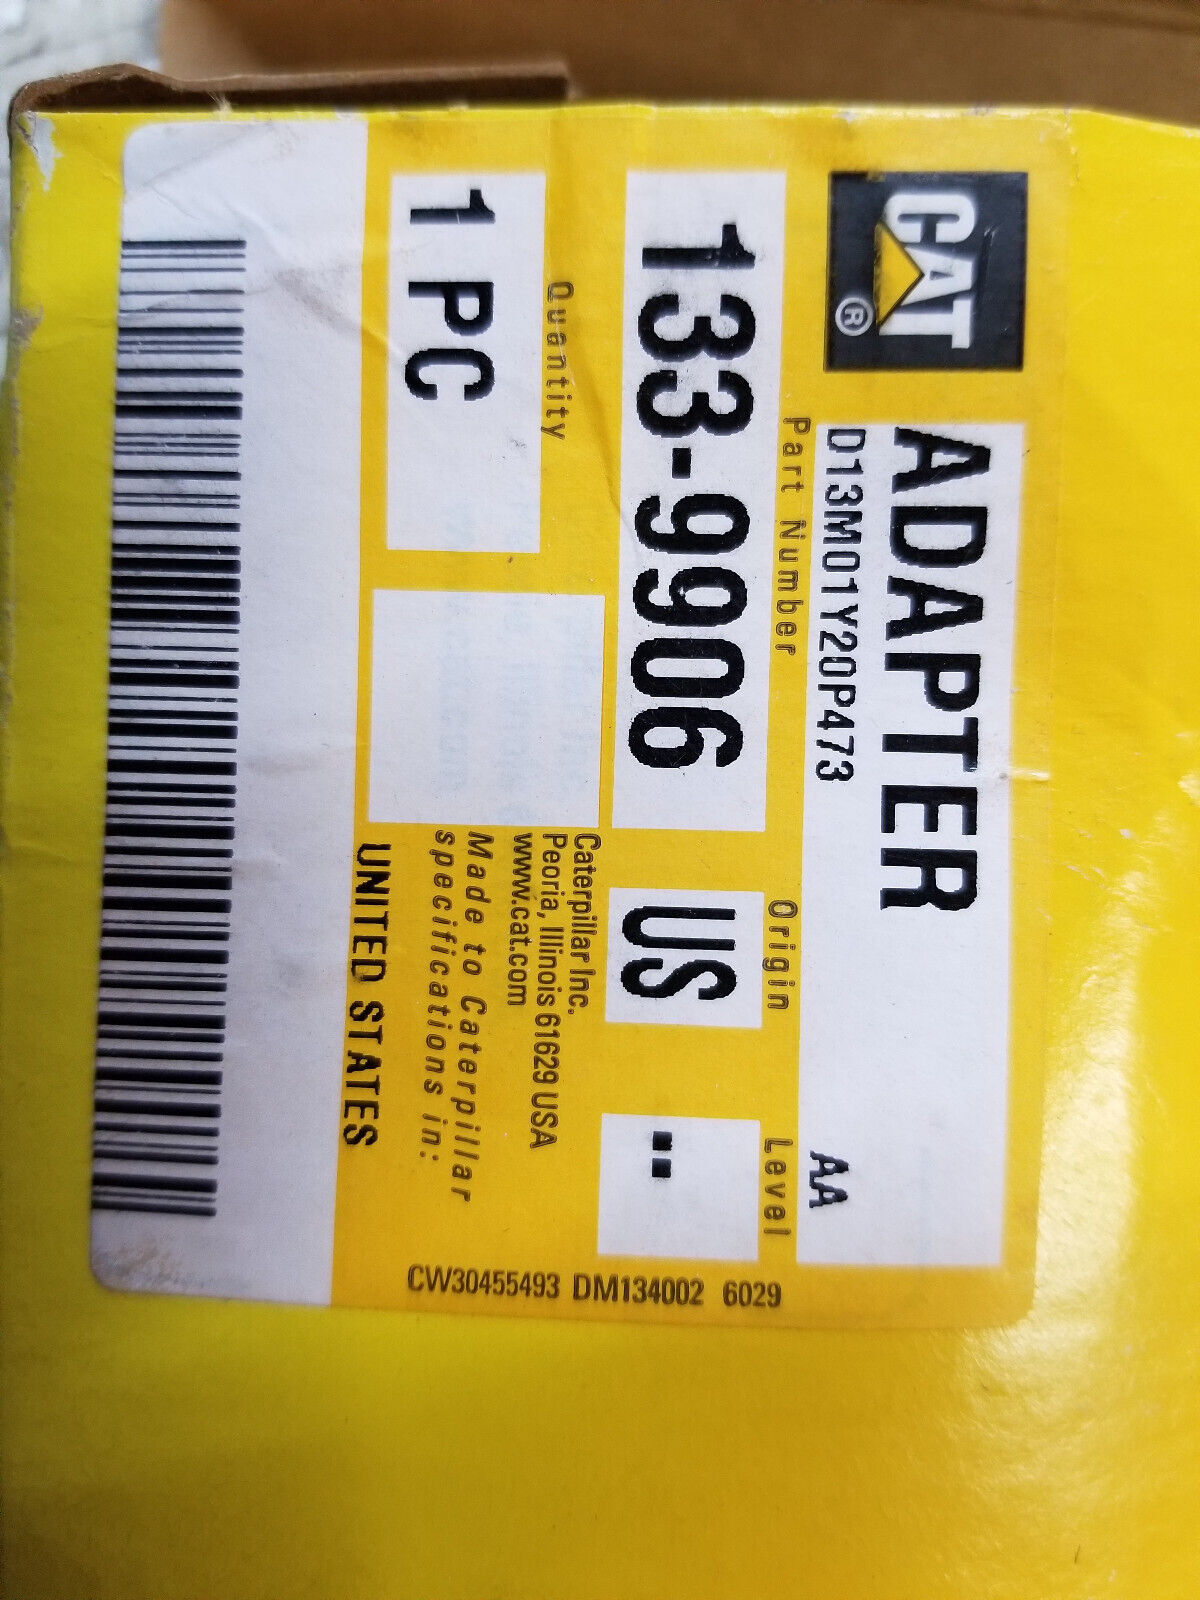 CAT®
ADAPTER
D13M01Y20P473
AA
Part Number
Origin
Level
133-9906
US
--
Quantity
1 PC
Caterpillar Inc.
Peoria, Illinois 61629 USA
www.cat.com
Made to Caterpillar
specifications in:
UNITED STATES
CW30455493 DM134002 6029